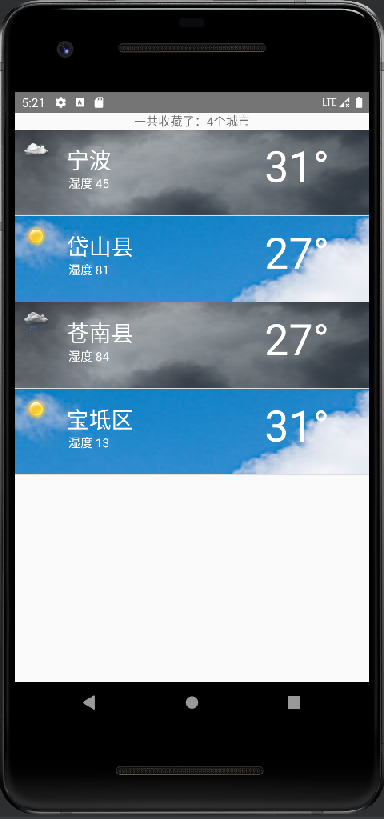 5:21 LTE
一共收藏了：4个城市
宁波 31°
湿度 45
岱山县 27°
湿度 81
苍南县 27°
湿度 84
宝坻区 31°
湿度 13